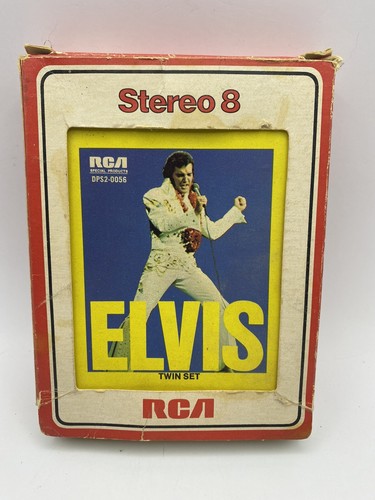 Stereo 8
RCA
SPECIAL PRODUCTS
DPS2-0056
ELVIS
TWIN SET
RCA